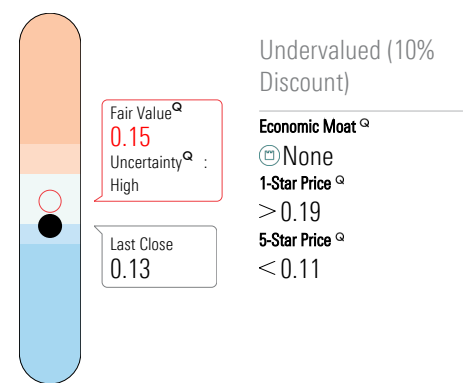 Fair Value Q
0.15
Uncertainty Q :
High
Last Close
0.13
Undervalued (10%
Discount)
Economic Moat Q
None
1-Star Price Q
>0.19
5-Star Price Q
<0.11